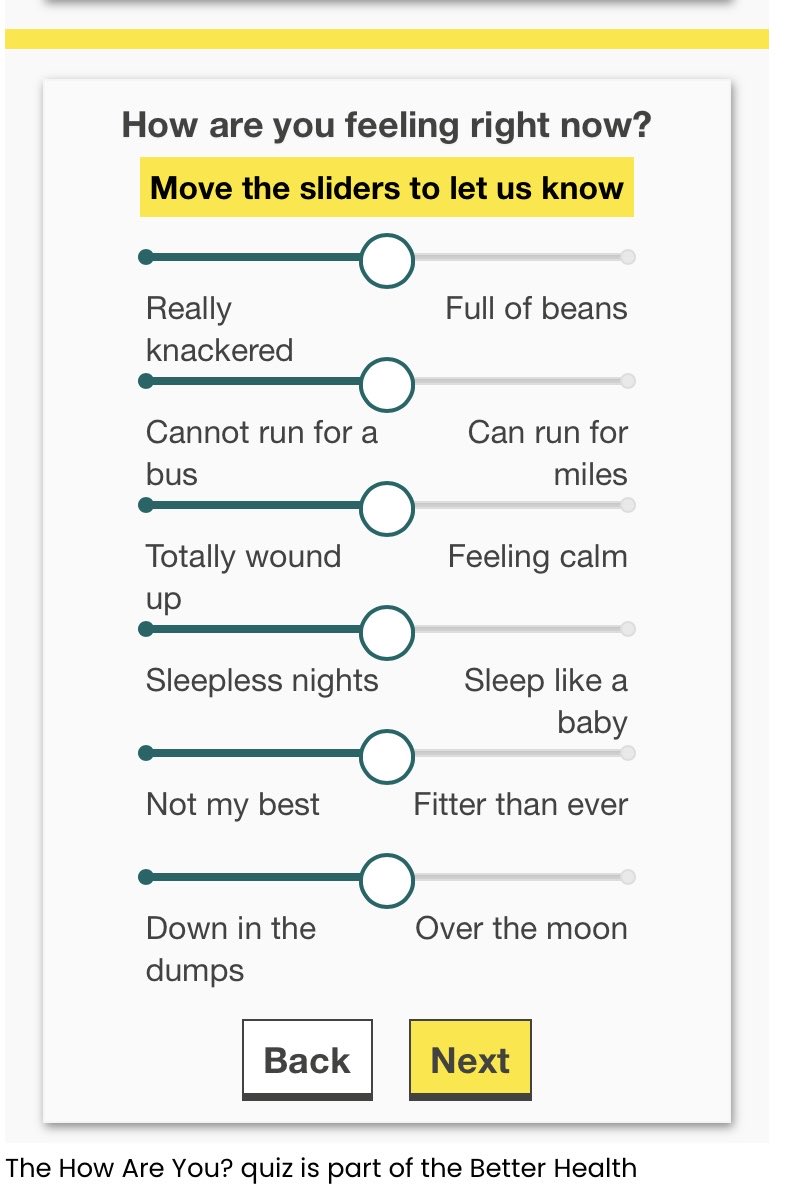 How are you feeling right now?
Move the sliders to let us know
Really Full of beans
knackered
Cannot run for a Can run for
bus miles
Totally wound Feeling calm
up
Sleepless nights Sleep like a
baby
Not my best Fitter than ever
Down in the Over the moon
dumps
Back Next
The How Are You? quiz is part of the Better Health